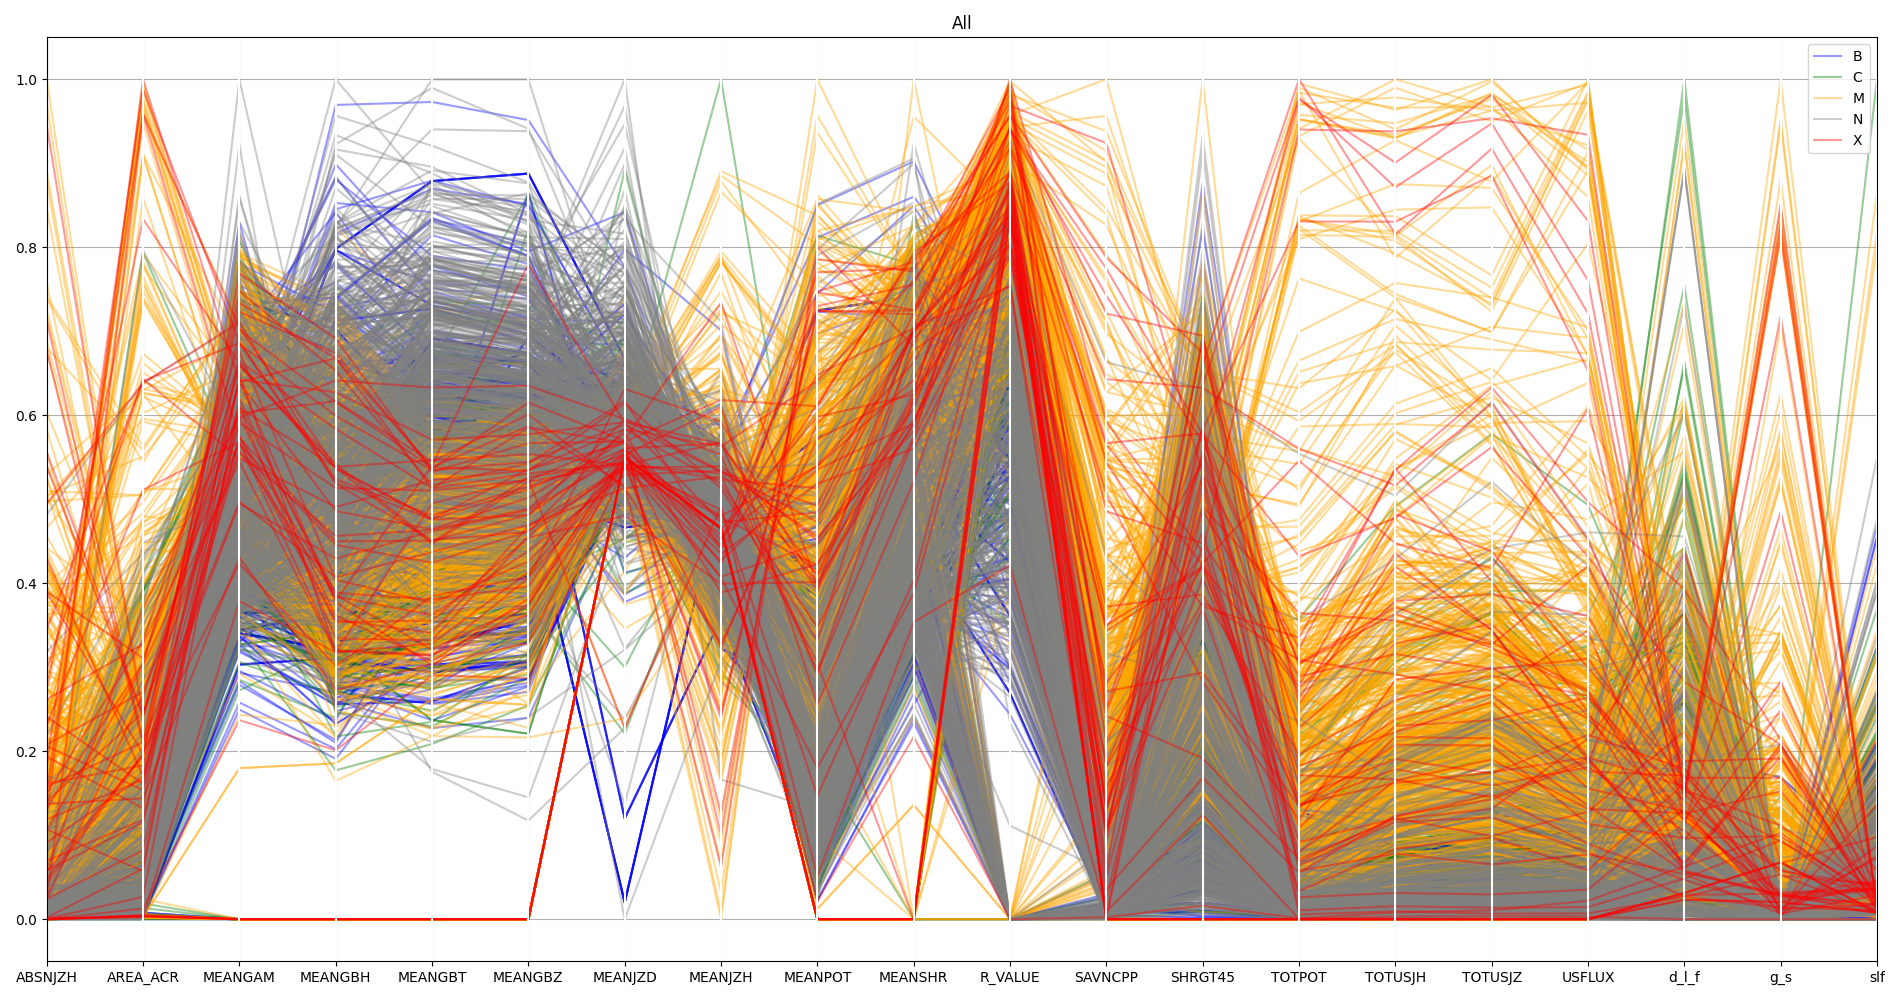 All
1.0
0.8
0.6
0.4
0.2
0.0
B
C
M
N
X
ABSNJZH AREA_ACR MEANGAM MEANGBH MEANGBT MEANGBZ MEANJZD MEANJZH MEANPOT MEANSHR R_VALUE SAVNCPP SHRGT45 TOTPOT TOTUSJH TOTUSJZ USFLUX d_l_f g_s slf